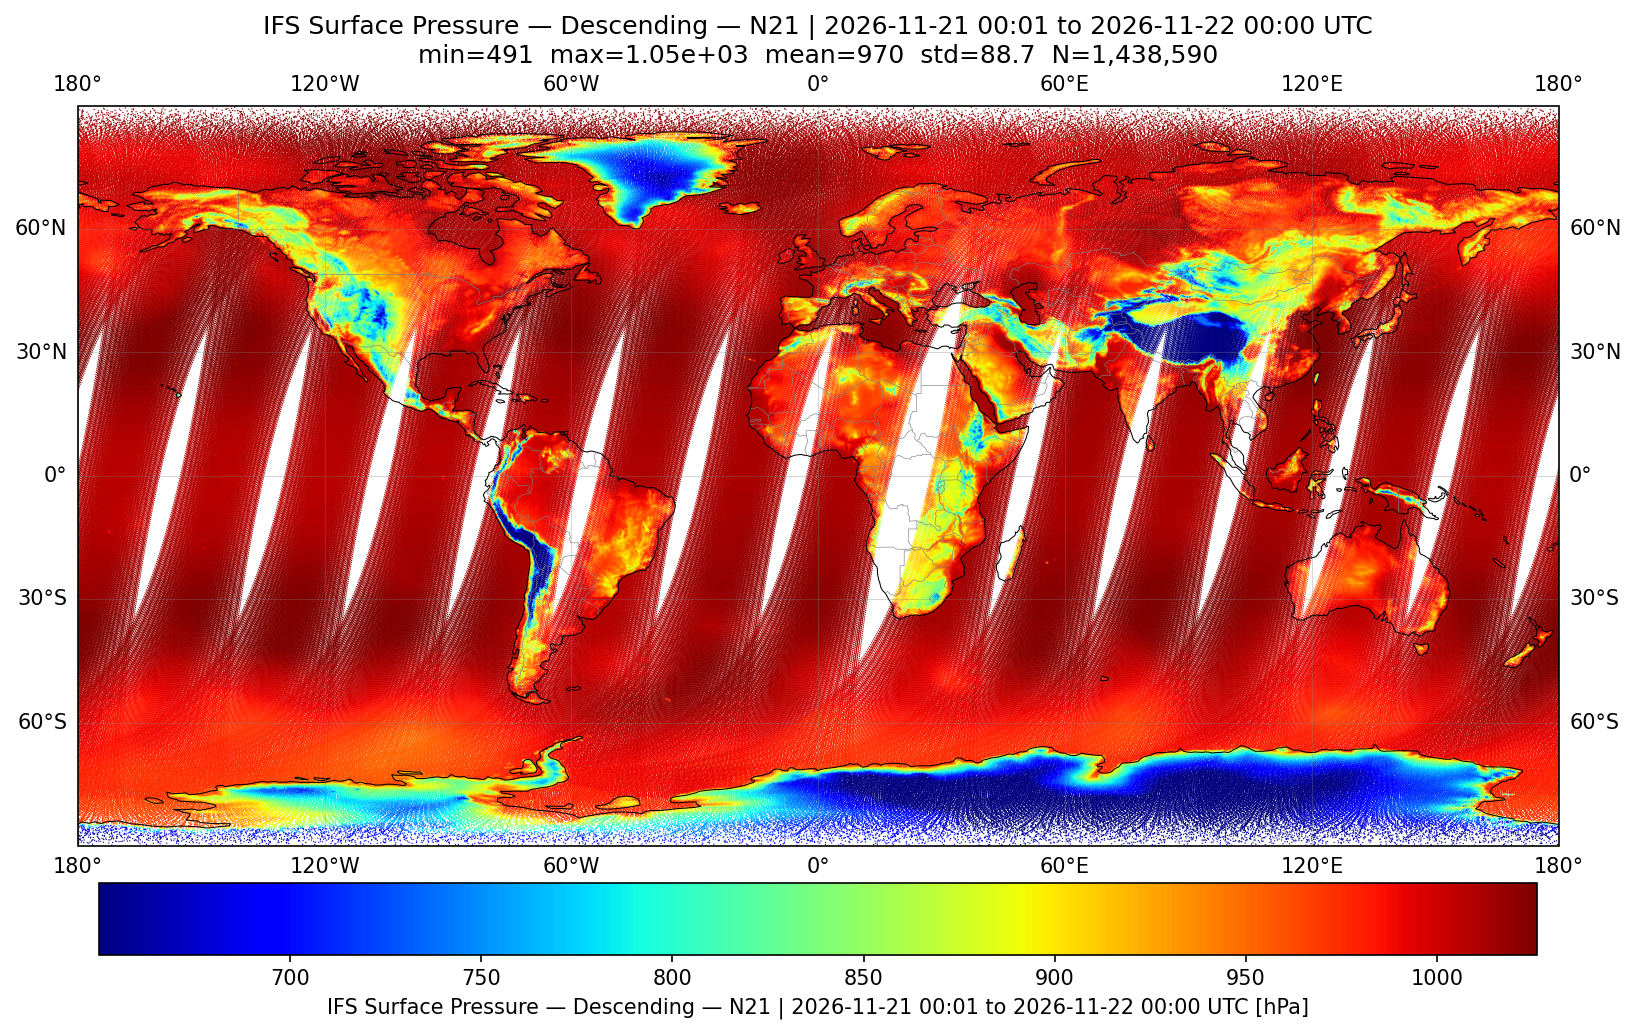 IFS Surface Pressure — Descending — N21 | 2026-11-21 00:01 to 2026-11-22 00:00 UTC
min=491  max=1.05e+03  mean=970  std=88.7  N=1,438,590
180° 120°W 60°W 0° 60°E 120°E 180°
60°N 60°N
30°N 30°N
0° 0°
30°S 30°S
60°S 60°S
180° 120°W 60°W 0° 60°E 120°E 180°
700 750 800 850 900 950 1000
IFS Surface Pressure — Descending — N21 | 2026-11-21 00:01 to 2026-11-22 00:00 UTC [hPa]